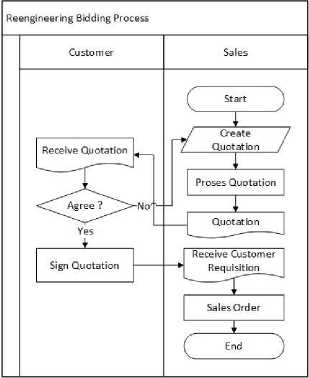 Reengineering Bidding Process
Customer
Sales
Start
Create
Quotation
Receive Quotation
Proses Quotation
Agree ?
No
Quotation
Yes
Sign Quotation
Receive Customer
Requisition
Sales Order
End